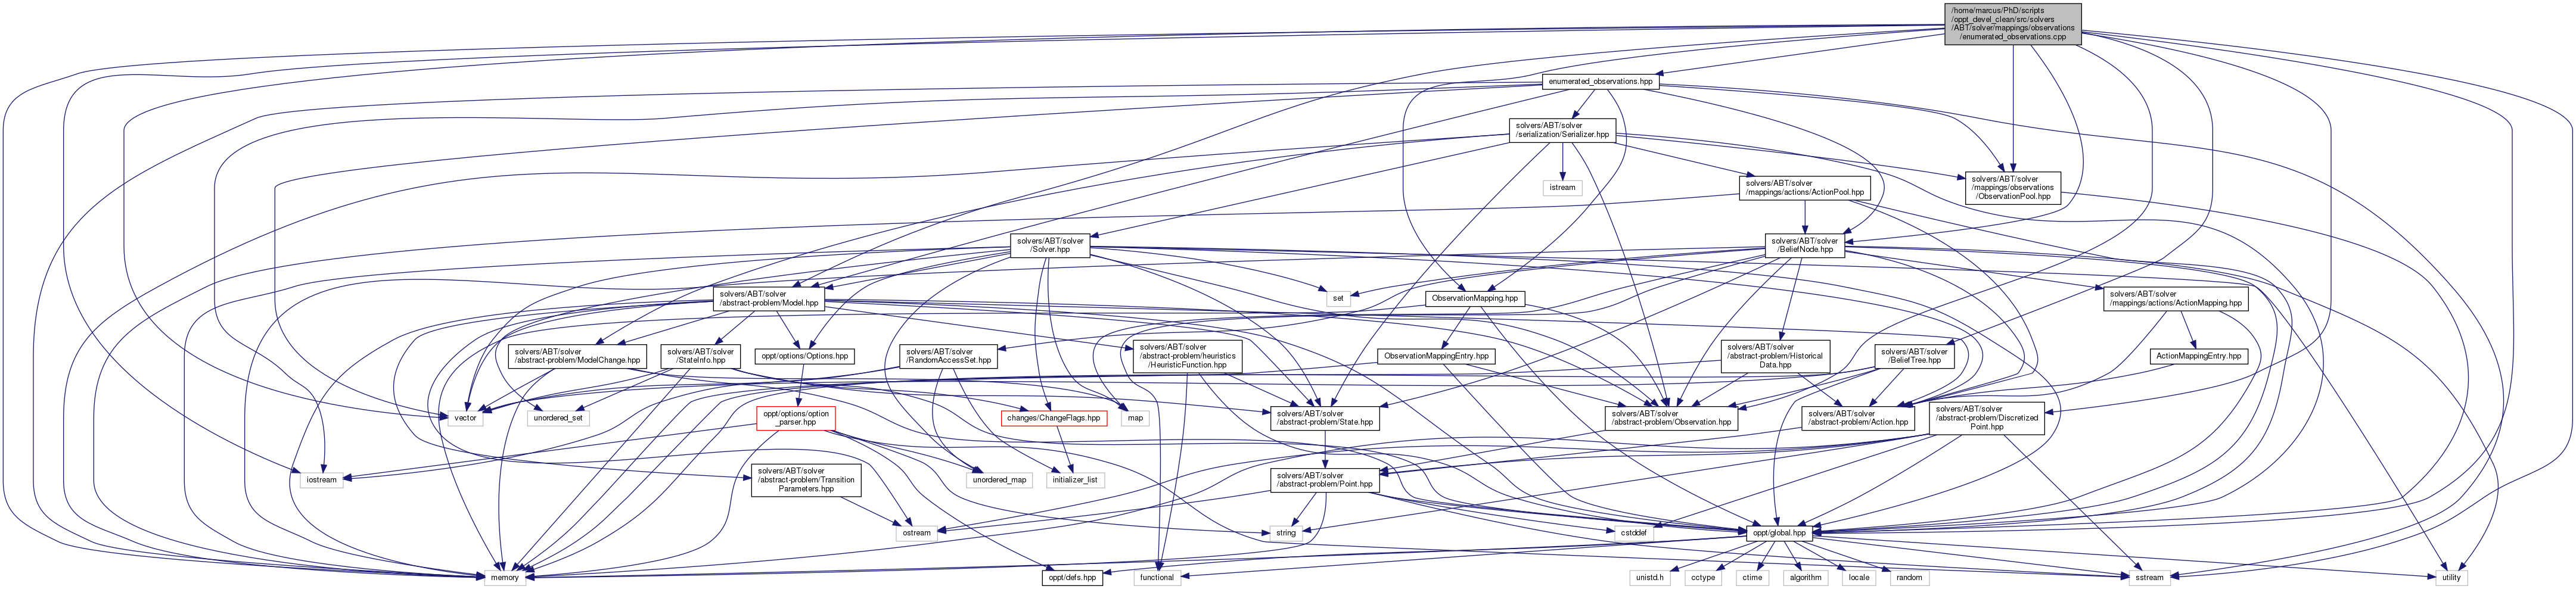 /home/marcus/PhD/scripts
/oppt_devel_clean/src/solvers
/ABT/solver/mappings/observations
/enumerated_observations.cpp
enumerated_observations.hpp
solvers/ABT/solver
/serialization/Serializer.hpp
istream
solvers/ABT/solver
/mappings/actions/ActionPool.hpp
solvers/ABT/solver
/mappings/observations
/ObservationPool.hpp
solvers/ABT/solver
/Solver.hpp
solvers/ABT/solver
/BeliefNode.hpp
solvers/ABT/solver
/abstract-problem/Model.hpp
set
ObservationMapping.hpp
solvers/ABT/solver
/mappings/actions/ActionMapping.hpp
solvers/ABT/solver
/abstract-problem/ModelChange.hpp
solvers/ABT/solver
/StateInfo.hpp
oppt/options/Options.hpp
solvers/ABT/solver
/RandomAccessSet.hpp
solvers/ABT/solver
/abstract-problem/heuristics
/HeuristicFunction.hpp
ObservationMappingEntry.hpp
solvers/ABT/solver
/abstract-problem/Historical
Data.hpp
solvers/ABT/solver
/BeliefTree.hpp
ActionMappingEntry.hpp
vector
unordered_set
oppt/options/option
_parser.hpp
changes/ChangeFlags.hpp
map
solvers/ABT/solver
/abstract-problem/State.hpp
solvers/ABT/solver
/abstract-problem/Observation.hpp
solvers/ABT/solver
/abstract-problem/Action.hpp
solvers/ABT/solver
/abstract-problem/Discretized
Point.hpp
iostream
solvers/ABT/solver
/abstract-problem/Transition
Parameters.hpp
unordered_map
initializer_list
solvers/ABT/solver
/abstract-problem/Point.hpp
ostream
string
cstddef
oppt/global.hpp
memory
oppt/defs.hpp
functional
unistd.h
cctype
ctime
algorithm
locale
random
sstream
utility